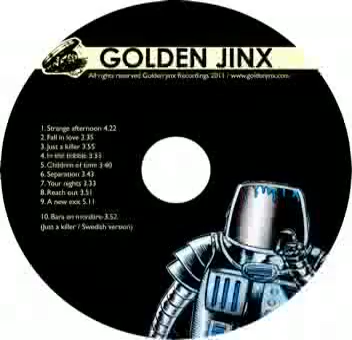 GOLDEN JINX
All rights reserved Goldenjinx Recordings 2011 / www.goldenjinx.com
1. Strange afternoon 4.22
2. Fall in love 2.35
3. Just a killer 3.55
4. In the bubble 3.33
5. Children of time 3.40
6. Separation 3.43
7. Your nights 3.33
8. Reach out 3.51
9. A new exit 5.11
10. Bara en mördare 3.52
(Just a killer / Swedish version)